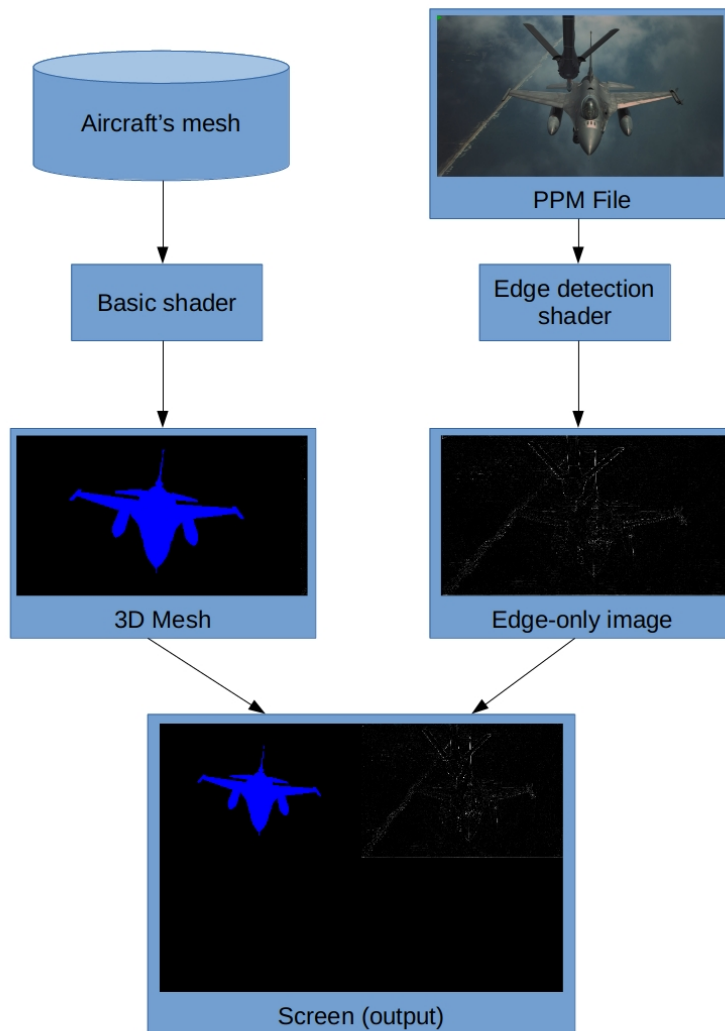 Aircraft's mesh
PPM File
Basic shader
Edge detection
shader
3D Mesh
Edge-only image
Screen (output)